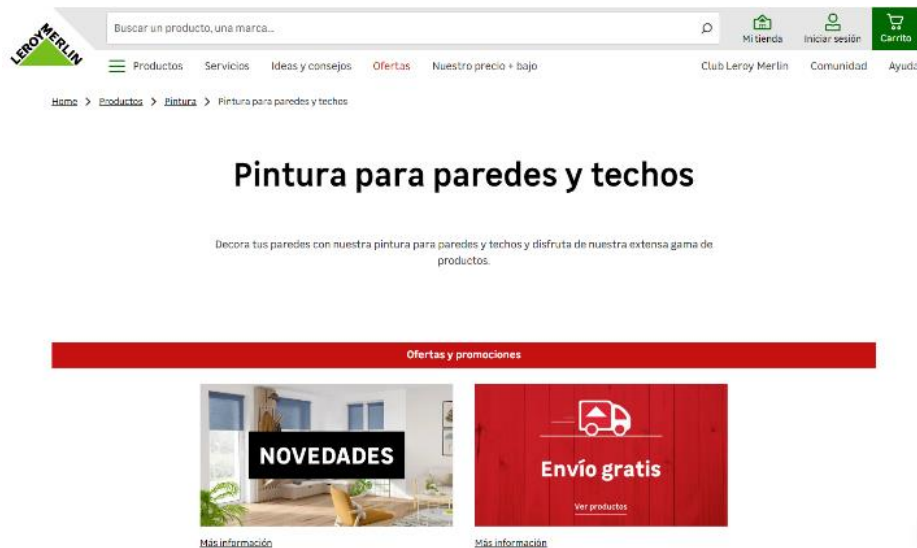 LEROY MERLIN
Buscar un producto, una marca...
Mi tienda
Iniciar sesión
Carrito
Productos Servicios Ideas y consejos Ofertas Nuestro precio + bajo Club Leroy Merlin Comunidad Ayuda
Home > Productos > Pintura > Pintura para paredes y techos
Pintura para paredes y techos
Decora tus paredes con nuestra pintura para paredes y techos y disfruta de nuestra extensa gama de
productos.
Ofertas y promociones
NOVEDADES
Envío gratis
Ver productos
Más información
Más información